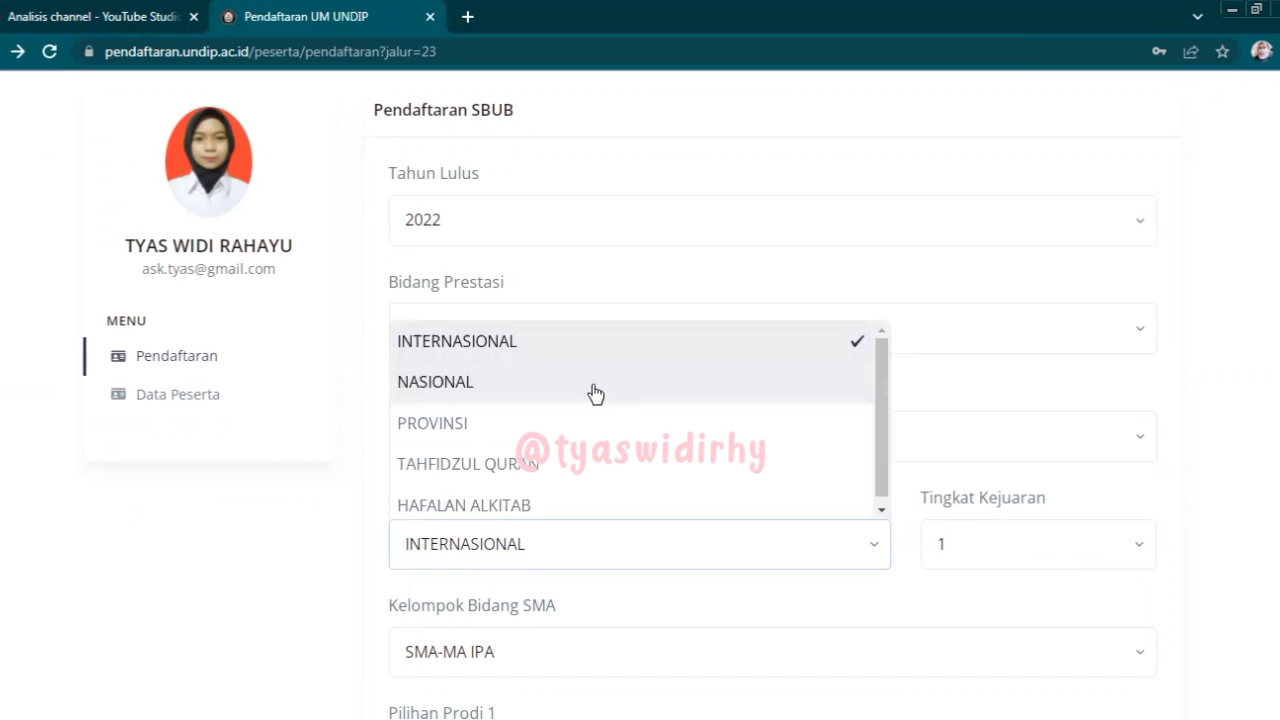 Analisis channel - YouTube Studio
Pendaftaran UM UNDIP
pendaftaran.undip.ac.id/peserta/pendaftaran?jalur=23
TYAS WIDI RAHAYU
ask.tyas@gmail.com
MENU
Pendaftaran
Data Peserta
Pendaftaran SBUB
Tahun Lulus
2022
Bidang Prestasi
INTERNASIONAL
NASIONAL
PROVINSI
TAHFIDZUL QURAN
HAFALAN ALKITAB
@tyaswidirhy
INTERNASIONAL
Tingkat Kejuaran
1
Kelompok Bidang SMA
SMA-MA IPA
Pilihan Prodi 1